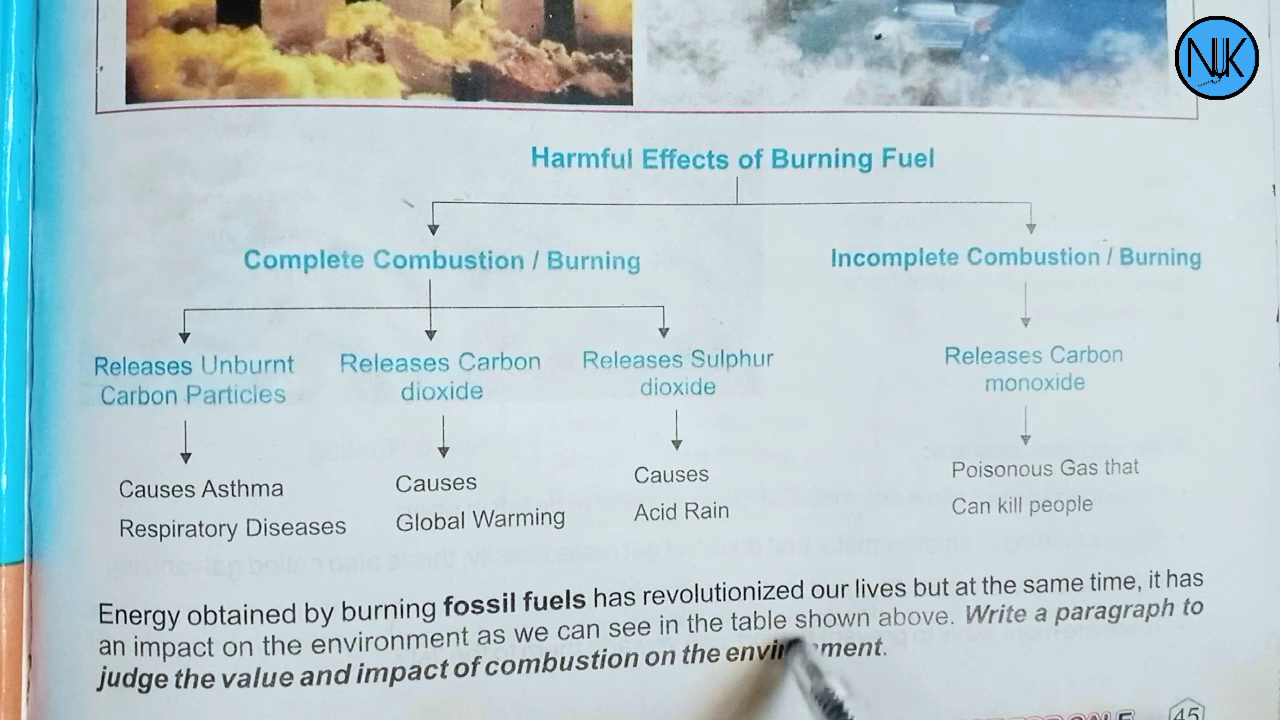 NJK
Harmful Effects of Burning Fuel
Complete Combustion / Burning
Incomplete Combustion / Burning
Releases Unburnt
Carbon Particles
Releases Carbon
dioxide
Releases Sulphur
dioxide
Releases Carbon
monoxide
Causes Asthma
Respiratory Diseases
Causes
Global Warming
Causes
Acid Rain
Poisonous Gas that
Can kill people
Energy obtained by burning fossil fuels has revolutionized our lives but at the same time, it has
an impact on the environment as we can see in the table shown above. Write a paragraph to
judge the value and impact of combustion on the
45